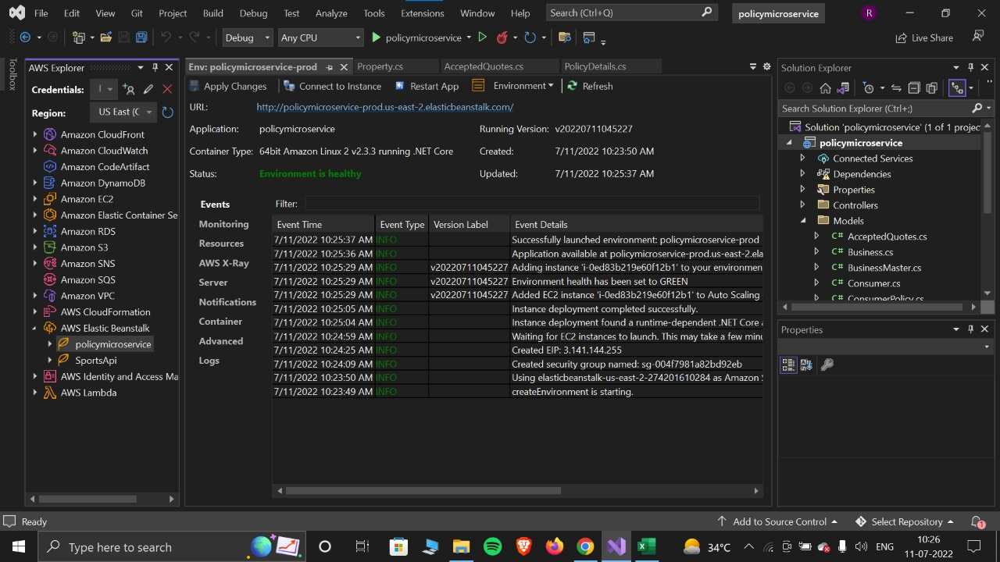 File Edit View Git Project Build Debug Test Analyze Tools Extensions Window Help Search (Ctrl+Q) policymicroservice R
Debug Any CPU policymicroservice Live Share
Toolbox
AWS Explorer
Credentials: I
Region: US East (C
Amazon CloudFront
Amazon CloudWatch
Amazon CodeArtifact
Amazon DynamoDB
Amazon EC2
Amazon Elastic Container Se
Amazon RDS
Amazon S3
Amazon SNS
Amazon SQS
Amazon VPC
AWS CloudFormation
AWS Elastic Beanstalk
policymicroservice
SportsApi
AWS Identity and Access Ma
AWS Lambda
Env: policymicroservice-prod Property.cs AcceptedQuotes.cs PolicyDetails.cs
Apply Changes Connect to Instance Restart App Environment Refresh
URL: http://policymicroservice-prod.us-east-2.elasticbeanstalk.com/
Application: policymicroservice Running Version: v20220711045227
Container Type: 64bit Amazon Linux 2 v2.3.3 running .NET Core Created: 7/11/2022 10:23:50 AM
Status: Environment is healthy Updated: 7/11/2022 10:25:37 AM
Events
Monitoring
Resources
AWS X-Ray
Server
Notifications
Container
Advanced
Logs
Filter:
Event Time Event Type Version Label Event Details
7/11/2022 10:25:37 AM INFO Successfully launched environment: policymicroservice-prod
7/11/2022 10:25:36 AM INFO Application available at policymicroservice-prod.us-east-2.ela
7/11/2022 10:25:29 AM INFO v20220711045227 Adding instance 'i-0ed83b219e60f12b1' to your environmen
7/11/2022 10:25:29 AM INFO v20220711045227 Environment health has been set to GREEN
7/11/2022 10:25:29 AM INFO v20220711045227 Added EC2 instance 'i-0ed83b219e60f12b1' to Auto Scaling
7/11/2022 10:25:05 AM INFO Instance deployment completed successfully.
7/11/2022 10:25:04 AM INFO Instance deployment found a runtime-dependent .NET Core a
7/11/2022 10:24:59 AM INFO Waiting for EC2 instances to launch. This may take a few minu
7/11/2022 10:24:25 AM INFO Created EIP: 3.141.144.255
7/11/2022 10:24:09 AM INFO Created security group named: sg-004f7981a82bd92eb
7/11/2022 10:23:50 AM INFO Using elasticbeanstalk-us-east-2-274201610284 as Amazon S
7/11/2022 10:23:49 AM INFO createEnvironment is starting.
Solution Explorer
Search Solution Explorer (Ctrl+;)
Solution 'policymicroservice' (1 of 1 projec
policymicroservice
Connected Services
Dependencies
Properties
Controllers
Models
C# AcceptedQuotes.cs
C# Business.cs
C# BusinessMaster.cs
C# Consumer.cs
C# ConsumerPolicy.cs
Properties
Ready Add to Source Control Select Repository 1
Type here to search 34°C ENG 10:26
11-07-2022